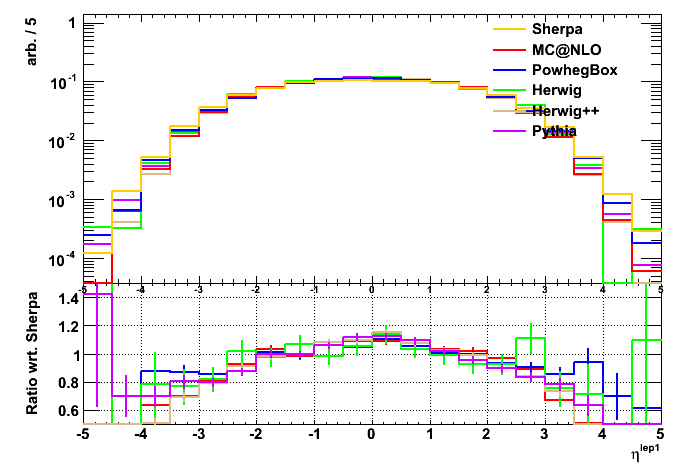 arb. / 5
1
10^-1
10^-2
10^-3
10^-4
Sherpa
MC@NLO
PowhegBox
Herwig
Herwig++
Pythia
-5 -4 -3 -2 -1 0 1 2 3 4 5
Ratio wrt. Sherpa
1.4
1.2
1
0.8
0.6
-5 -4 -3 -2 -1 0 1 2 3 4 5
η^lep1